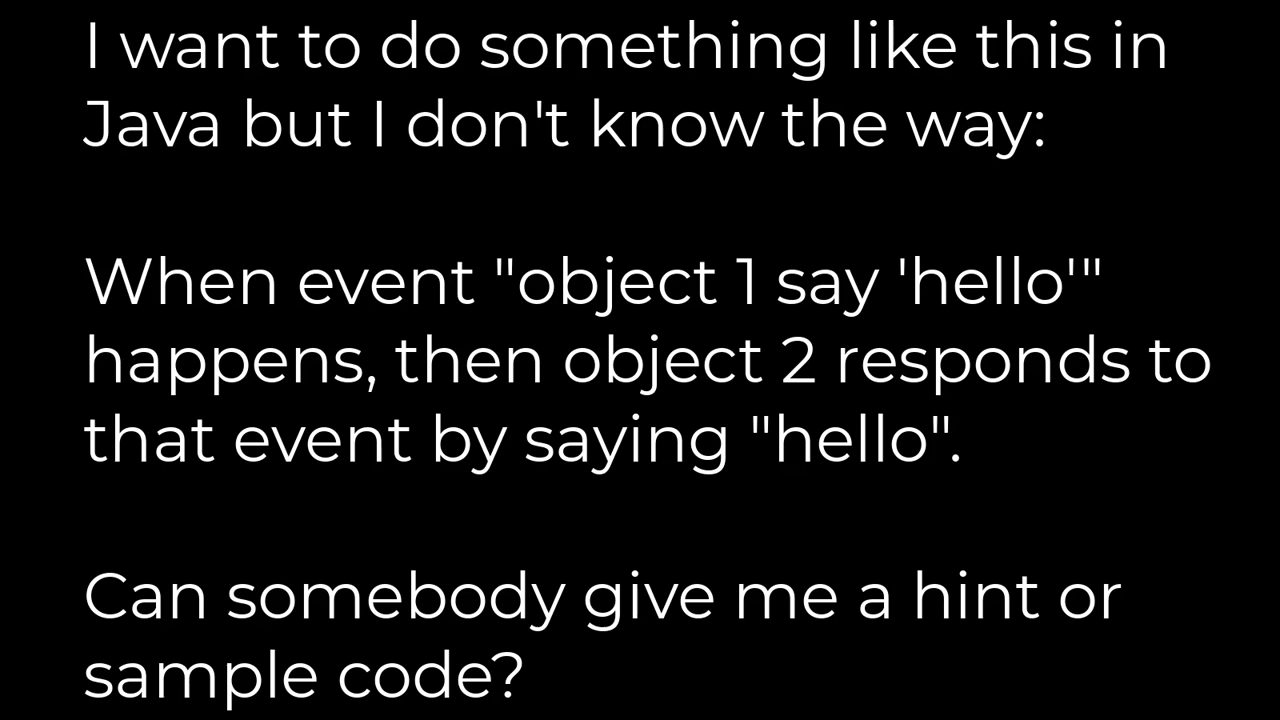 I want to do something like this in
Java but I don't know the way:
When event "object 1 say 'hello'"
happens, then object 2 responds to
that event by saying "hello".
Can somebody give me a hint or
sample code?